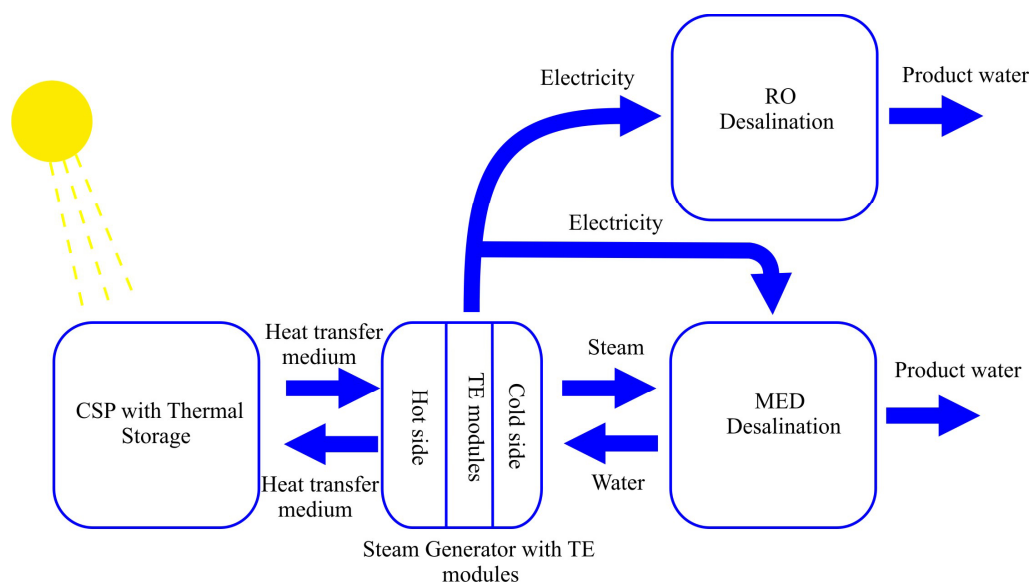 Electricity
RO
Desalination
Product water
Electricity
CSP with Thermal
Storage
Heat transfer
medium
Heat transfer
medium
Hot side
TE modules
Cold side
Steam Generator with TE
modules
Steam
Water
MED
Desalination
Product water